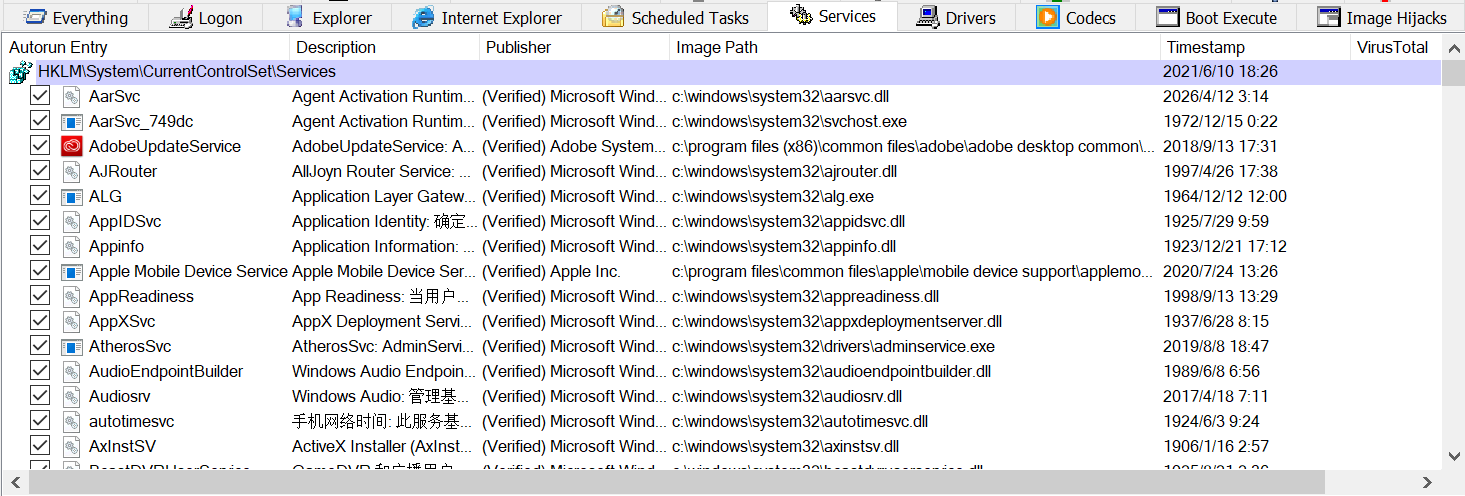 Everything Logon Explorer Internet Explorer Scheduled Tasks Services Drivers Codecs Boot Execute Image Hijacks
Autorun Entry Description Publisher Image Path Timestamp VirusTotal
HKLM\System\CurrentControlSet\Services 2021/6/10 18:26
AarSvc Agent Activation Runtim... (Verified) Microsoft Wind... c:\windows\system32\aarsvc.dll 2026/4/12 3:14
AarSvc_749dc Agent Activation Runtim... (Verified) Microsoft Wind... c:\windows\system32\svchost.exe 1972/12/15 0:22
AdobeUpdateService AdobeUpdateService: A... (Verified) Adobe System... c:\program files (x86)\common files\adobe\adobe desktop common\... 2018/9/13 17:31
AJRouter AllJoyn Router Service: ... (Verified) Microsoft Wind... c:\windows\system32\ajrouter.dll 1997/4/26 17:38
ALG Application Layer Gatew... (Verified) Microsoft Wind... c:\windows\system32\alg.exe 1964/12/12 12:00
AppIDSvc Application Identity: 确定... (Verified) Microsoft Wind... c:\windows\system32\appidsvc.dll 1925/7/29 9:59
Appinfo Application Information: ... (Verified) Microsoft Wind... c:\windows\system32\appinfo.dll 1923/12/21 17:12
Apple Mobile Device Service Apple Mobile Device Ser... (Verified) Apple Inc. c:\program files\common files\apple\mobile device support\applemo... 2020/7/24 13:26
AppReadiness App Readiness: 当用户... (Verified) Microsoft Wind... c:\windows\system32\appreadiness.dll 1998/9/13 13:29
AppXSvc AppX Deployment Servi... (Verified) Microsoft Wind... c:\windows\system32\appxdeploymentserver.dll 1937/6/28 8:15
AtherosSvc AtherosSvc: AdminServi... (Verified) Microsoft Wind... c:\windows\system32\drivers\adminservice.exe 2019/8/8 18:47
AudioEndpointBuilder Windows Audio Endpoin... (Verified) Microsoft Wind... c:\windows\system32\audioendpointbuilder.dll 1989/6/8 6:56
Audiosrv Windows Audio: 管理基... (Verified) Microsoft Wind... c:\windows\system32\audiosrv.dll 2017/4/18 7:11
autotimesvc 手机网络时间: 此服务基... (Verified) Microsoft Wind... c:\windows\system32\autotimesvc.dll 1924/6/3 9:24
AxInstSV ActiveX Installer (AxInst... (Verified) Microsoft Wind... c:\windows\system32\axinstsv.dll 1906/1/16 2:57